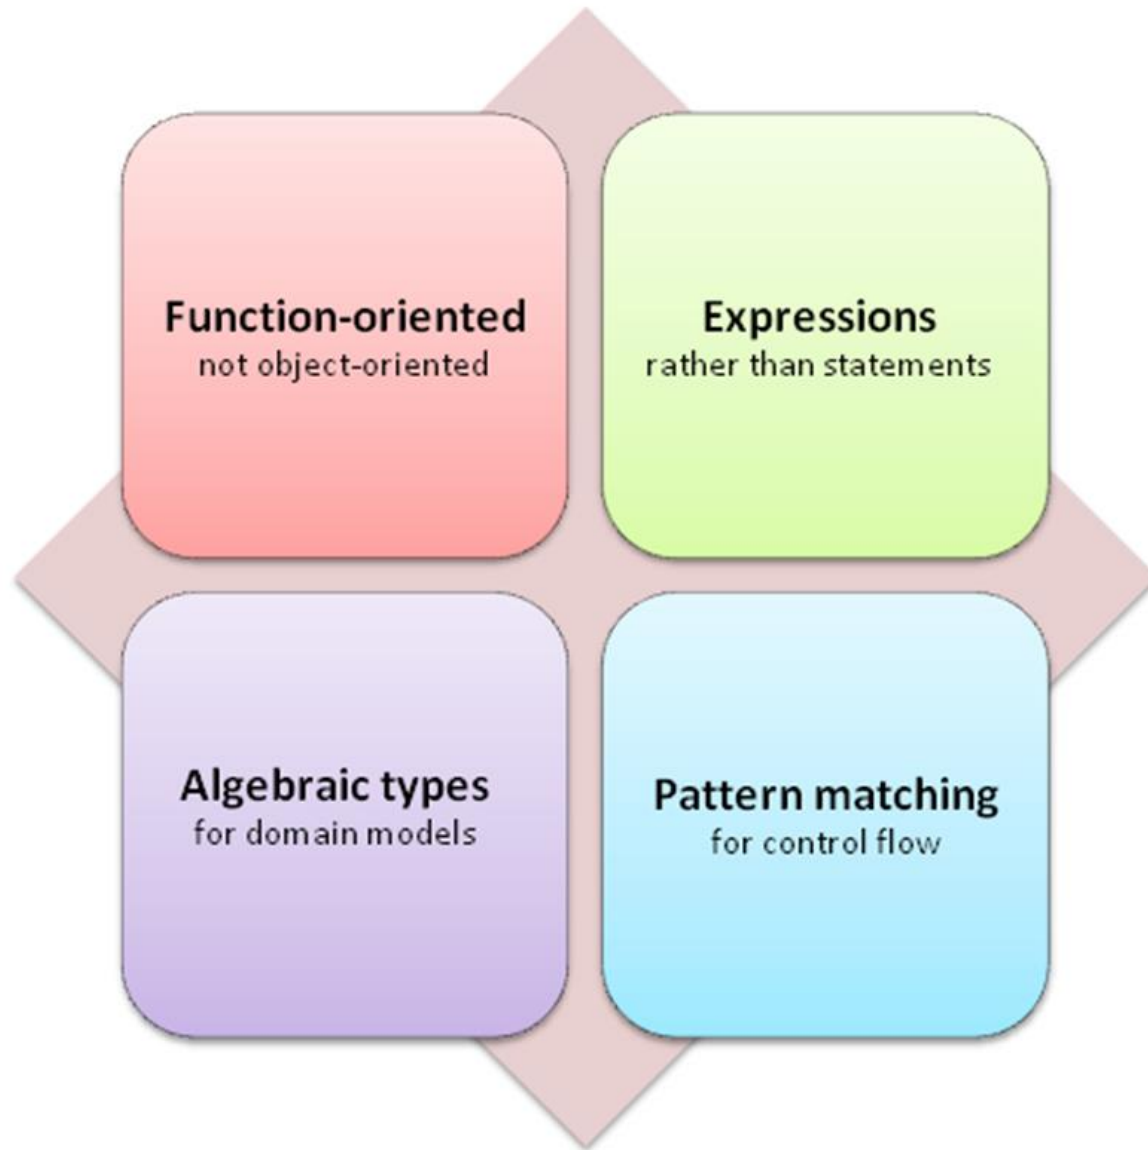 Function-oriented
not object-oriented
Expressions
rather than statements
Algebraic types
for domain models
Pattern matching
for control flow